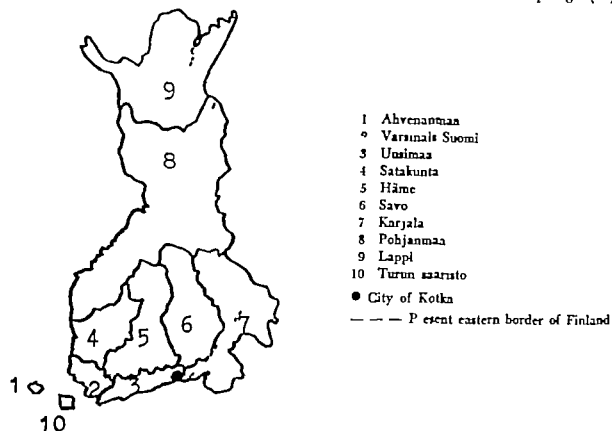 9
8
4
5
6
7
2
3
1
10
1 Ahvenanmaa
2 Varsinais Suomi
3 Uusimaa
4 Satakunta
5 Häme
6 Savo
7 Karjala
8 Pohjanmaa
9 Lappi
10 Turun saaristo
● City of Kotka
— — — P esent eastern border of Finland